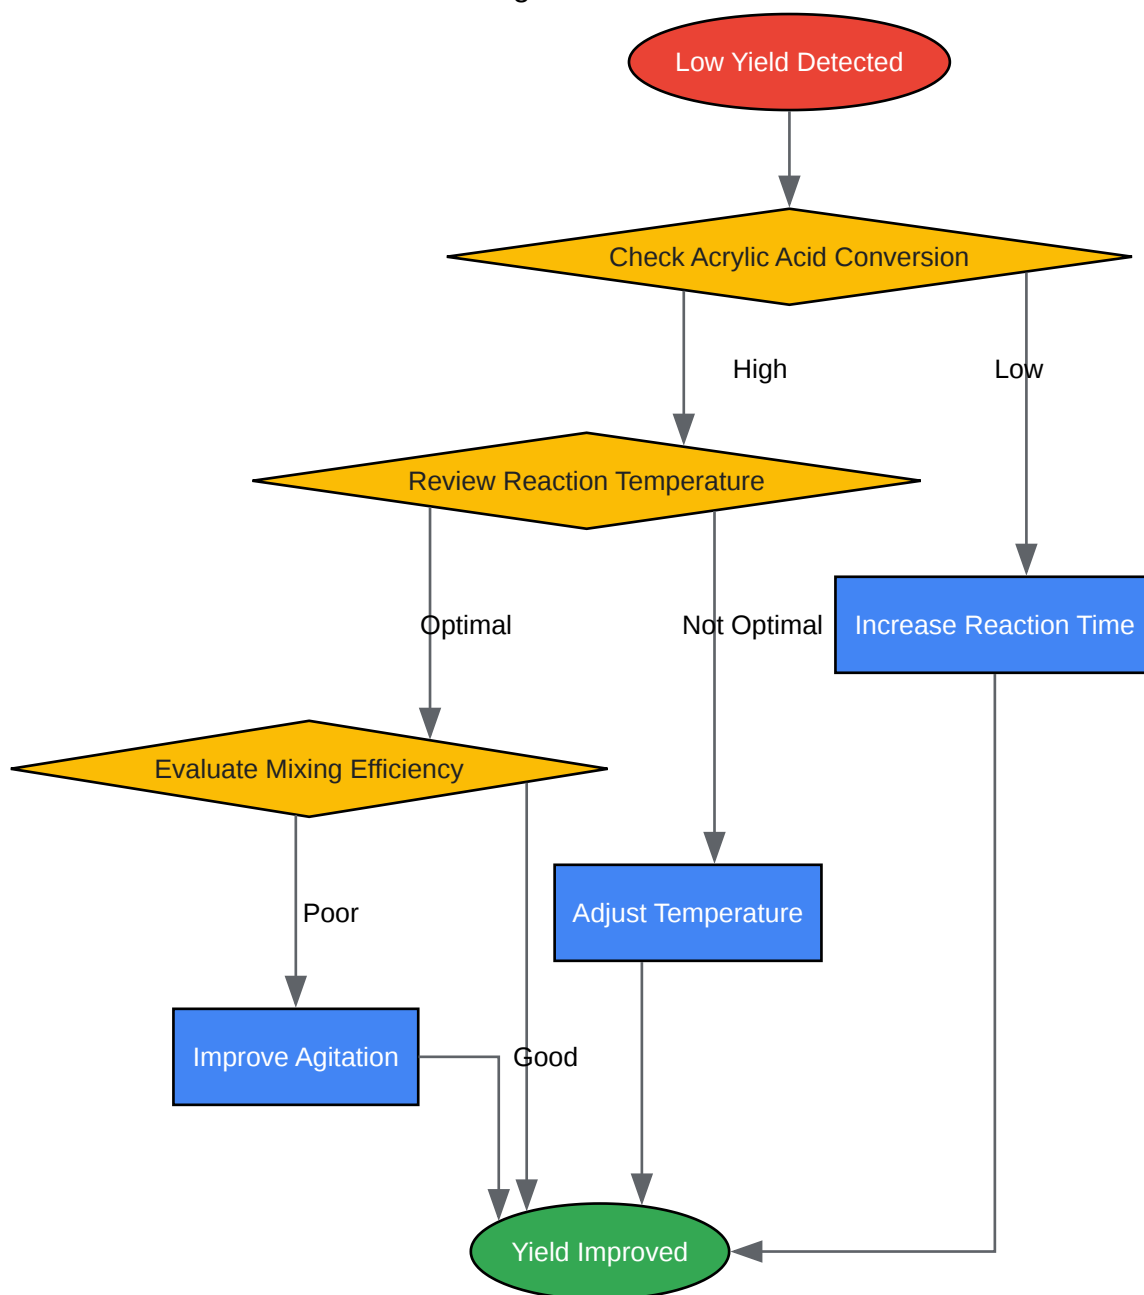 Low Yield Detected
Check Acrylic Acid Conversion
High
Low
Review Reaction Temperature
Optimal
Not Optimal
Increase Reaction Time
Evaluate Mixing Efficiency
Poor
Adjust Temperature
Improve Agitation
Good
Yield Improved